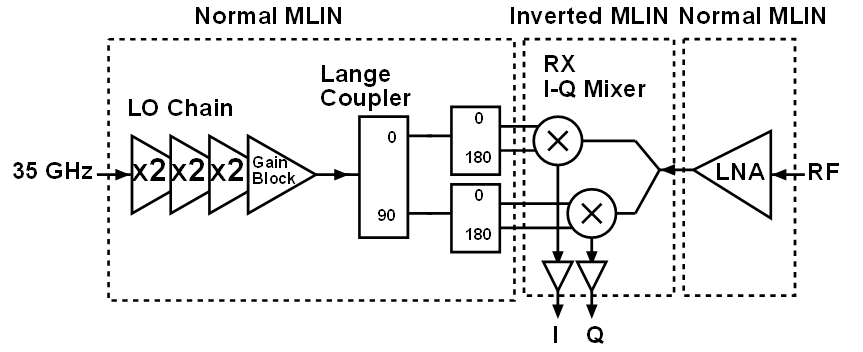 Normal MLIN
Inverted MLIN
Normal MLIN
LO Chain
Lange
Coupler
RX
I-Q Mixer
35 GHz
x2
x2
x2
Gain
Block
0
90
0
180
0
180
LNA
RF
I
Q